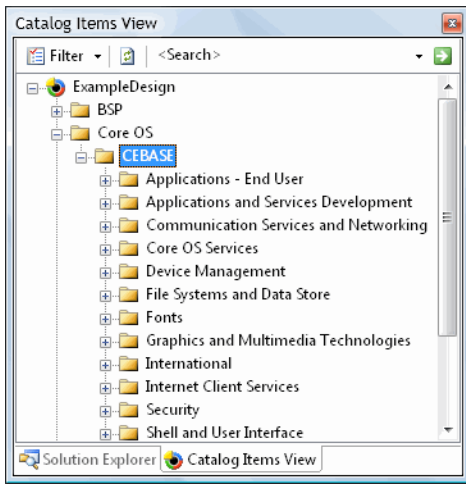 Catalog Items View
Filter <Search>
ExampleDesign
BSP
Core OS
CEBASE
Applications - End User
Applications and Services Development
Communication Services and Networking
Core OS Services
Device Management
File Systems and Data Store
Fonts
Graphics and Multimedia Technologies
International
Internet Client Services
Security
Shell and User Interface
Solution Explorer Catalog Items View